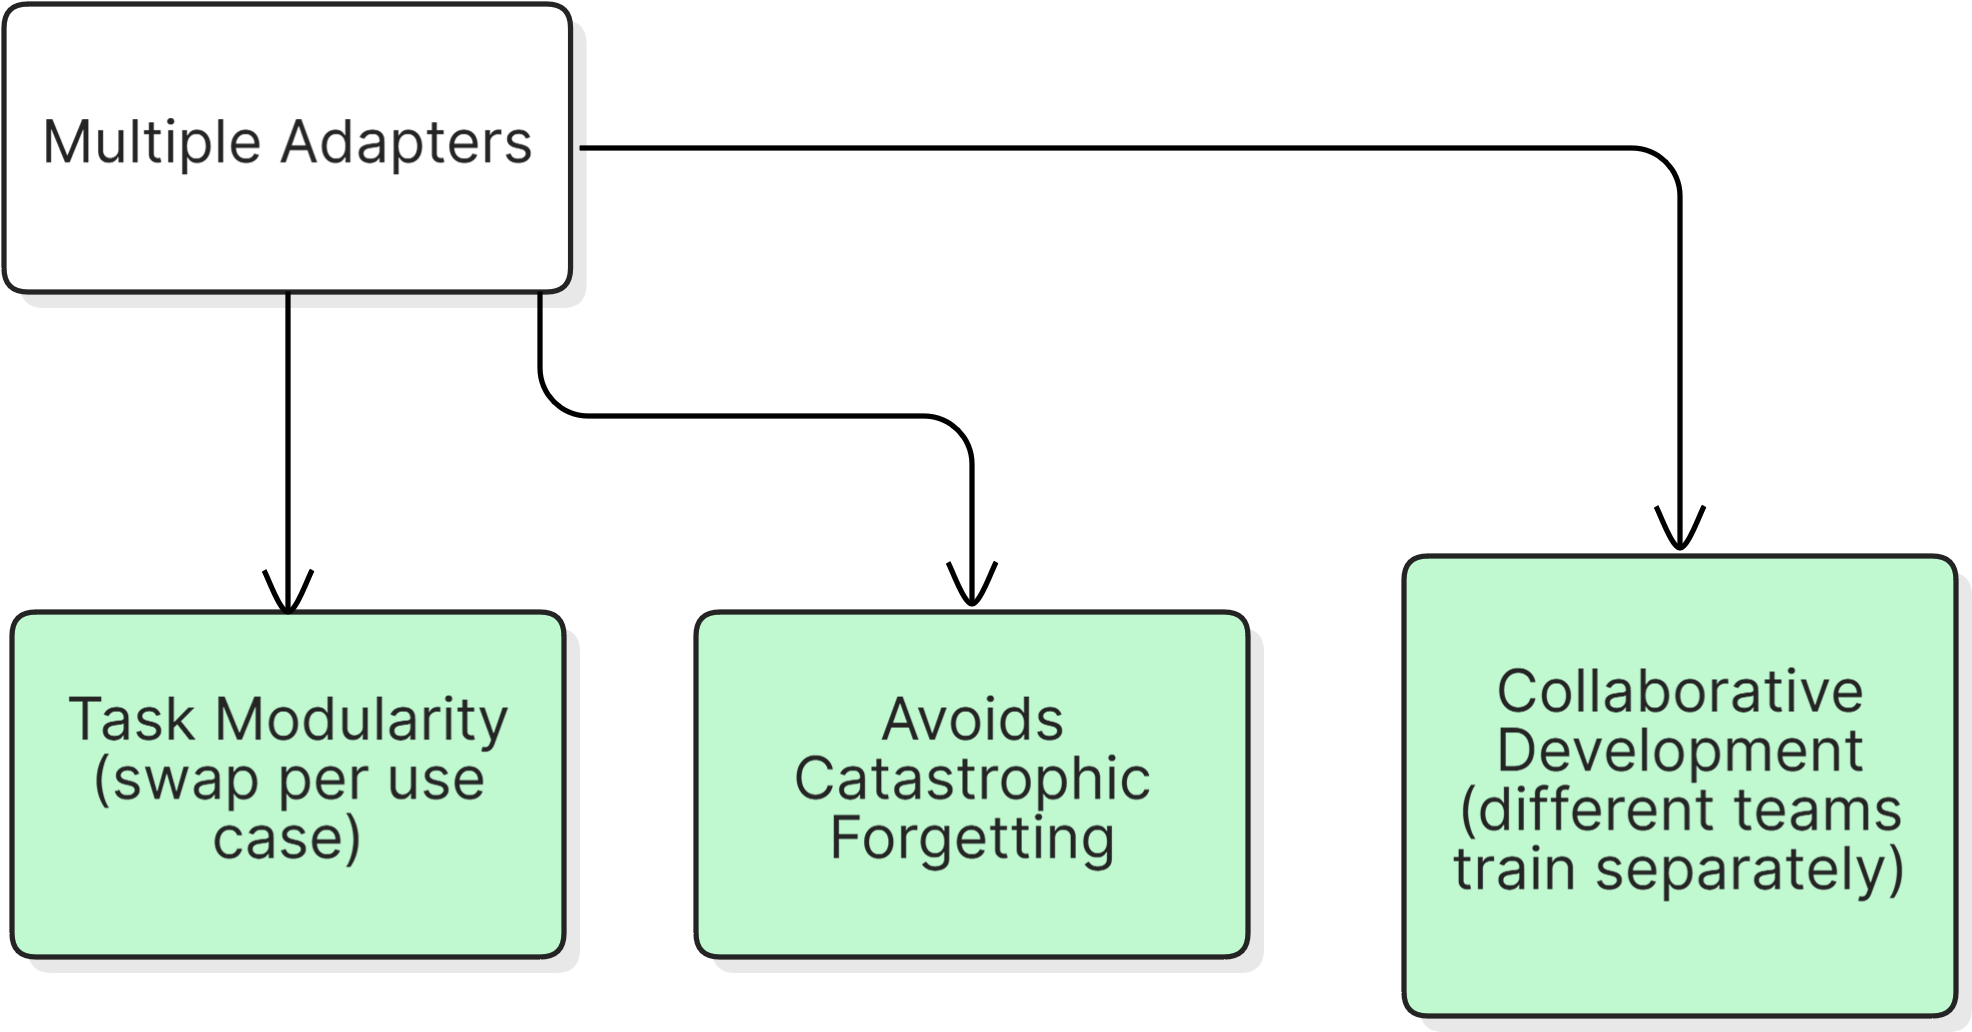 Multiple Adapters
Task Modularity
(swap per use
case)
Avoids
Catastrophic
Forgetting
Collaborative
Development
(different teams
train separately)